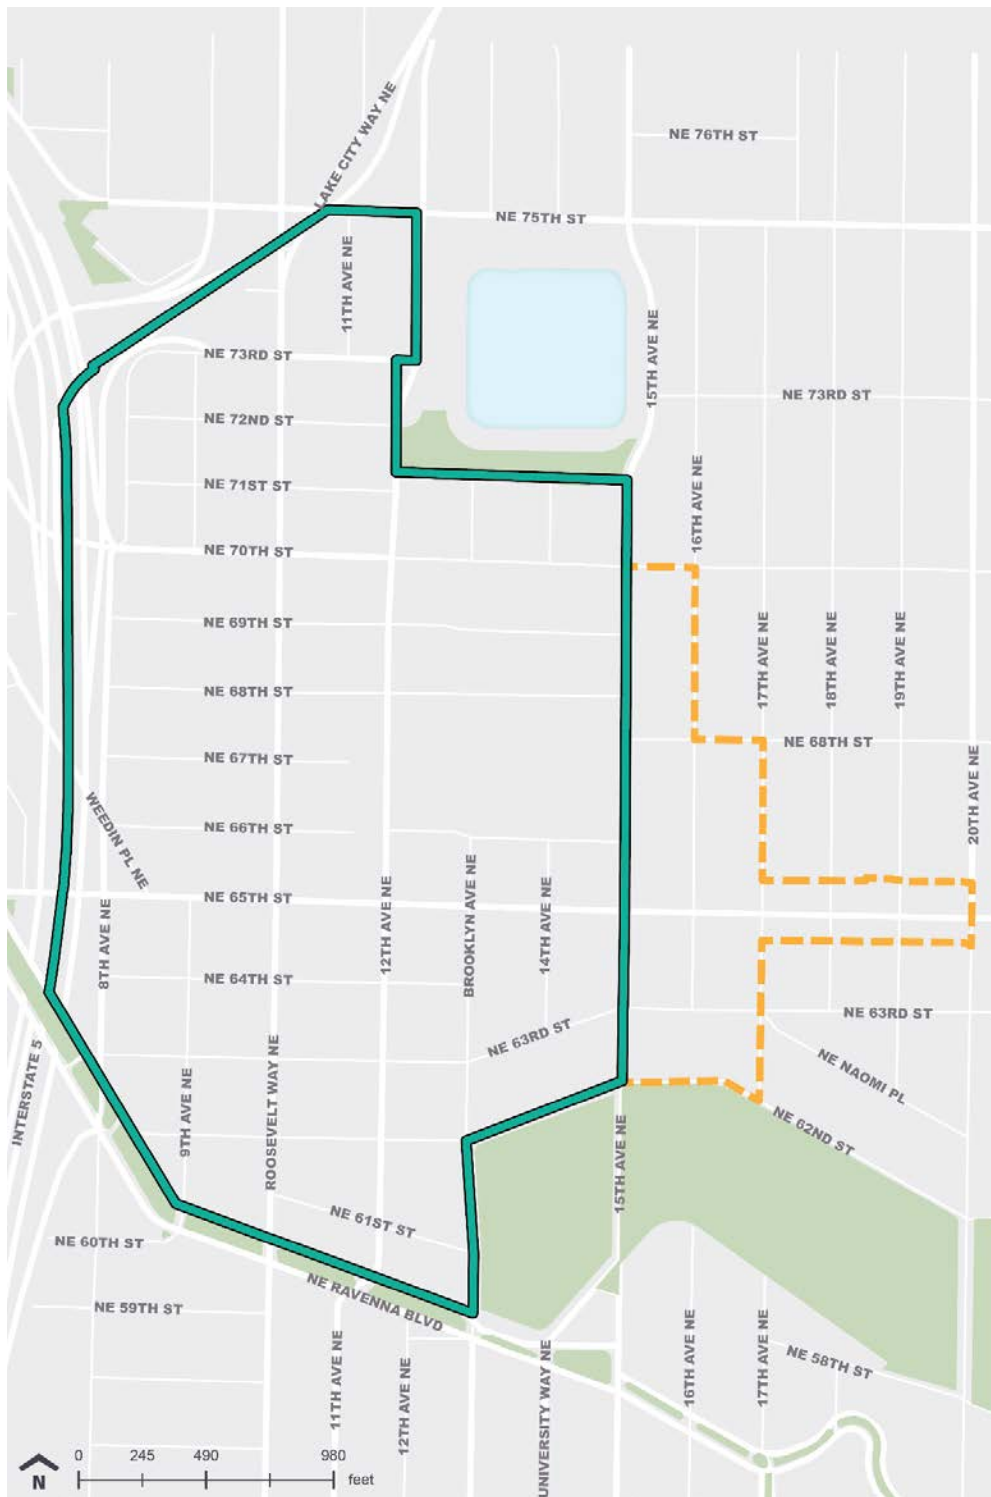 LAKE CITY WAY NE
NE 76TH ST
NE 75TH ST
11TH AVE NE
15TH AVE NE
NE 73RD ST
NE 73RD ST
NE 72ND ST
16TH AVE NE
NE 71ST ST
NE 70TH ST
NE 69TH ST
17TH AVE NE
18TH AVE NE
19TH AVE NE
NE 68TH ST
NE 68TH ST
NE 67TH ST
20TH AVE NE
WEEDIN PL NE
NE 66TH ST
NE 65TH ST
8TH AVE NE
12TH AVE NE
BROOKLYN AVE NE
14TH AVE NE
NE 64TH ST
NE 63RD ST
NE 63RD ST
INTERSTATE 5
9TH AVE NE
ROOSEVELT WAY NE
NE NAOMI PL
NE 62ND ST
15TH AVE NE
NE 61ST ST
NE 60TH ST
NE RAVENNA BLVD
NE 59TH ST
11TH AVE NE
12TH AVE NE
UNIVERSITY WAY NE
16TH AVE NE
17TH AVE NE
NE 58TH ST
N
0 245 490 980
feet